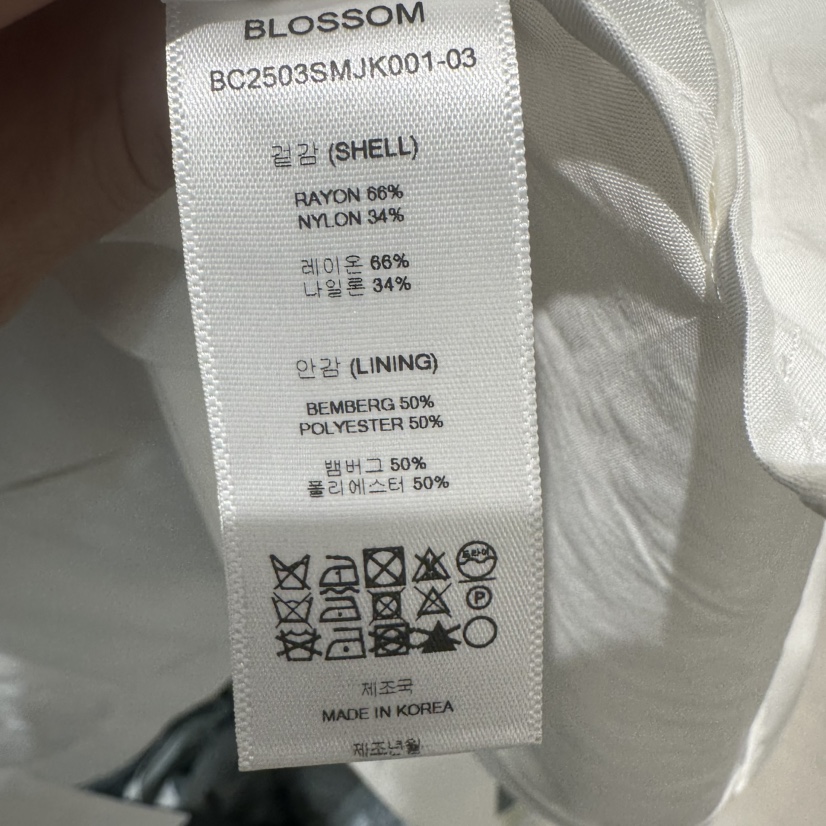 BLOSSOM
BC2503SMJK001-03
겉감 (SHELL)
RAYON 66%
NYLON 34%
레이온 66%
나일론 34%
안감 (LINING)
BEMBERG 50%
POLYESTER 50%
뱀버그 50%
폴리에스터 50%
드라이
P
제조국
MADE IN KOREA
제조년월